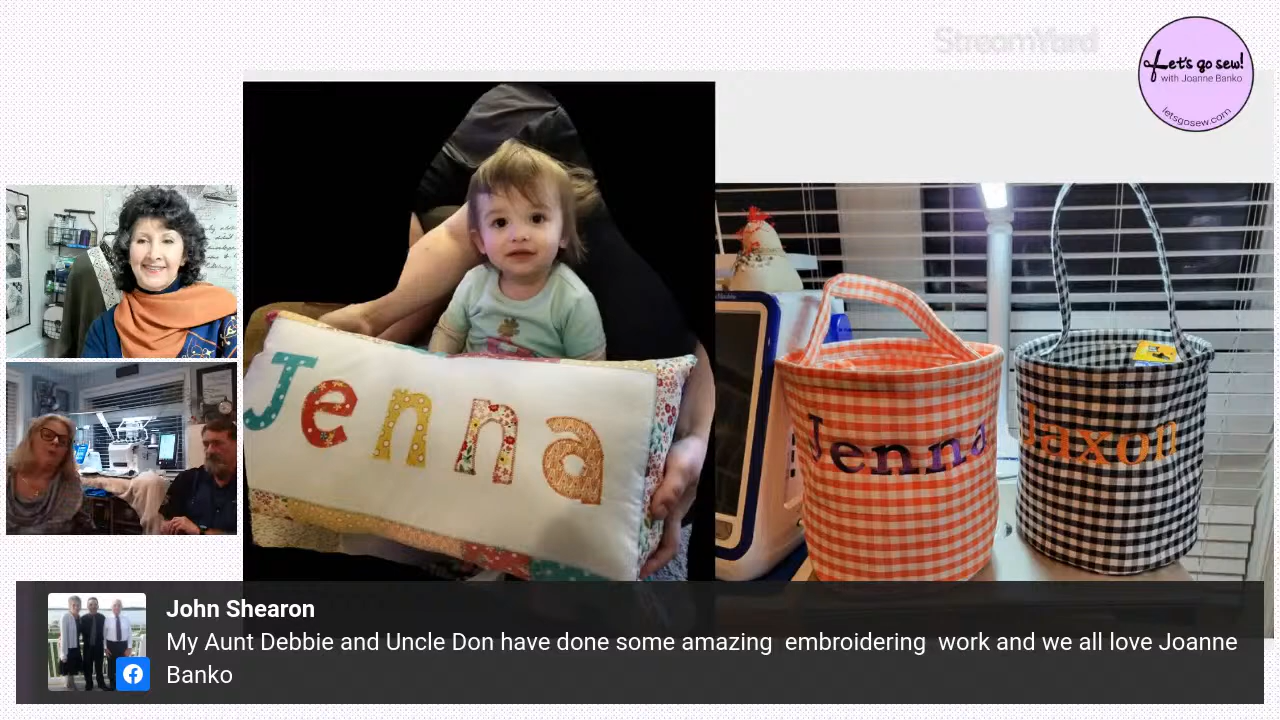 StreamYard
Let's go sew!
with Joanne Banko
letsgosew.com
Jenna
Jenna
Jaxon
John Shearon
My Aunt Debbie and Uncle Don have done some amazing  embroidering  work and we all love Joanne
Banko